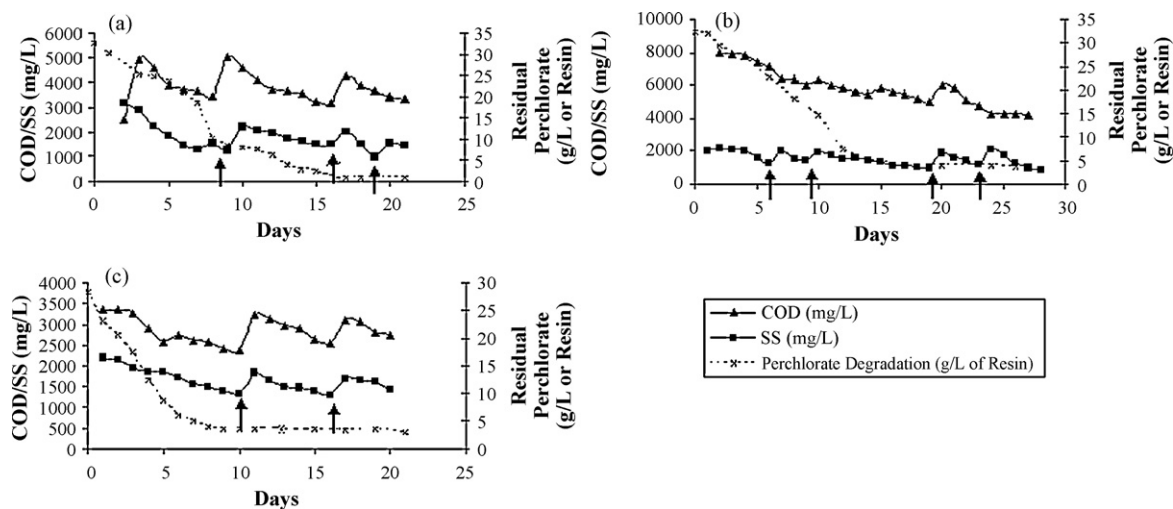 (a)
6000
5000
4000
3000
2000
1000
0
COD/SS (mg/L)
0 5 10 15 20 25
Days
35
30
25
20
15
10
5
0
Residual
Perchlorate
(g/L or Resin)
(b)
10000
8000
6000
4000
2000
0
COD/SS (mg/L)
0 5 10 15 20 25 30
Days
35
30
25
20
15
10
5
0
Residual
Perchlorate
(g/L or Resin)
(c)
4000
3500
3000
2500
2000
1500
1000
500
0
COD/SS (mg/L)
0 5 10 15 20 25
Days
30
25
20
15
10
5
0
Residual
Perchlorate
(g/L or Resin)
COD (mg/L)
SS (mg/L)
Perchlorate Degradation (g/L of Resin)